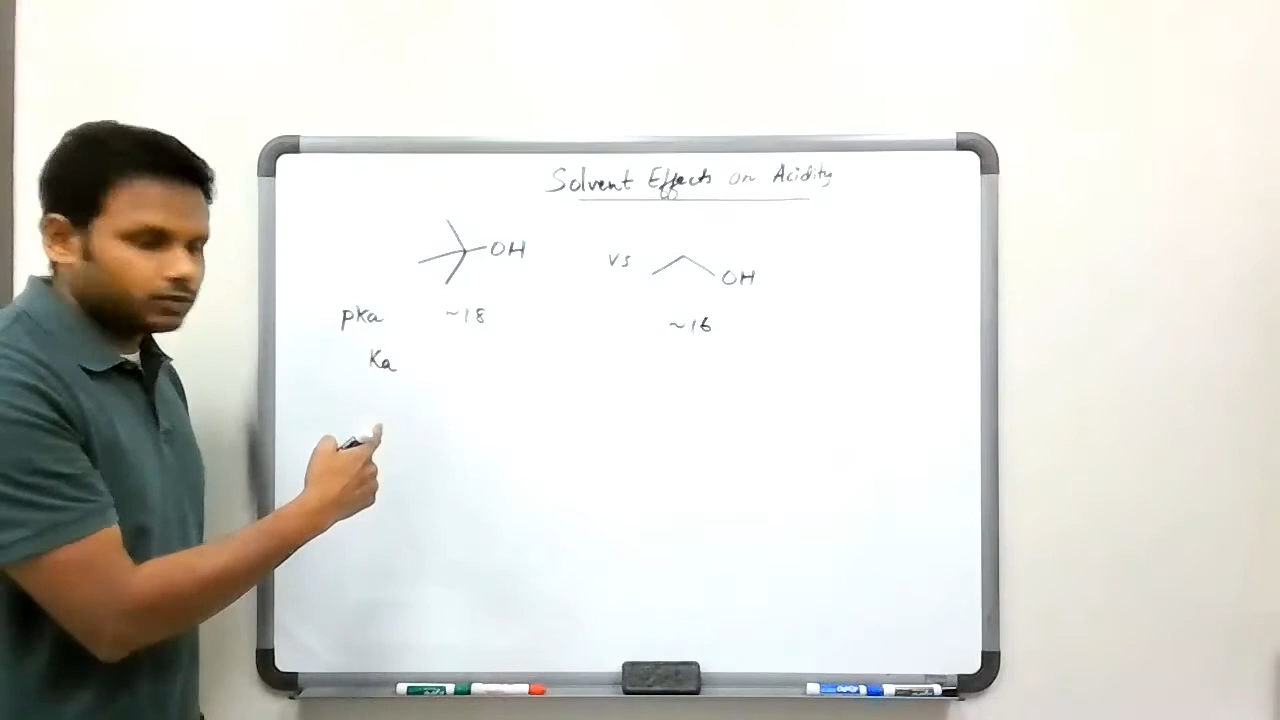 Solvent Effects on Acidity
OH vs OH
pKa ~18 ~16
Ka